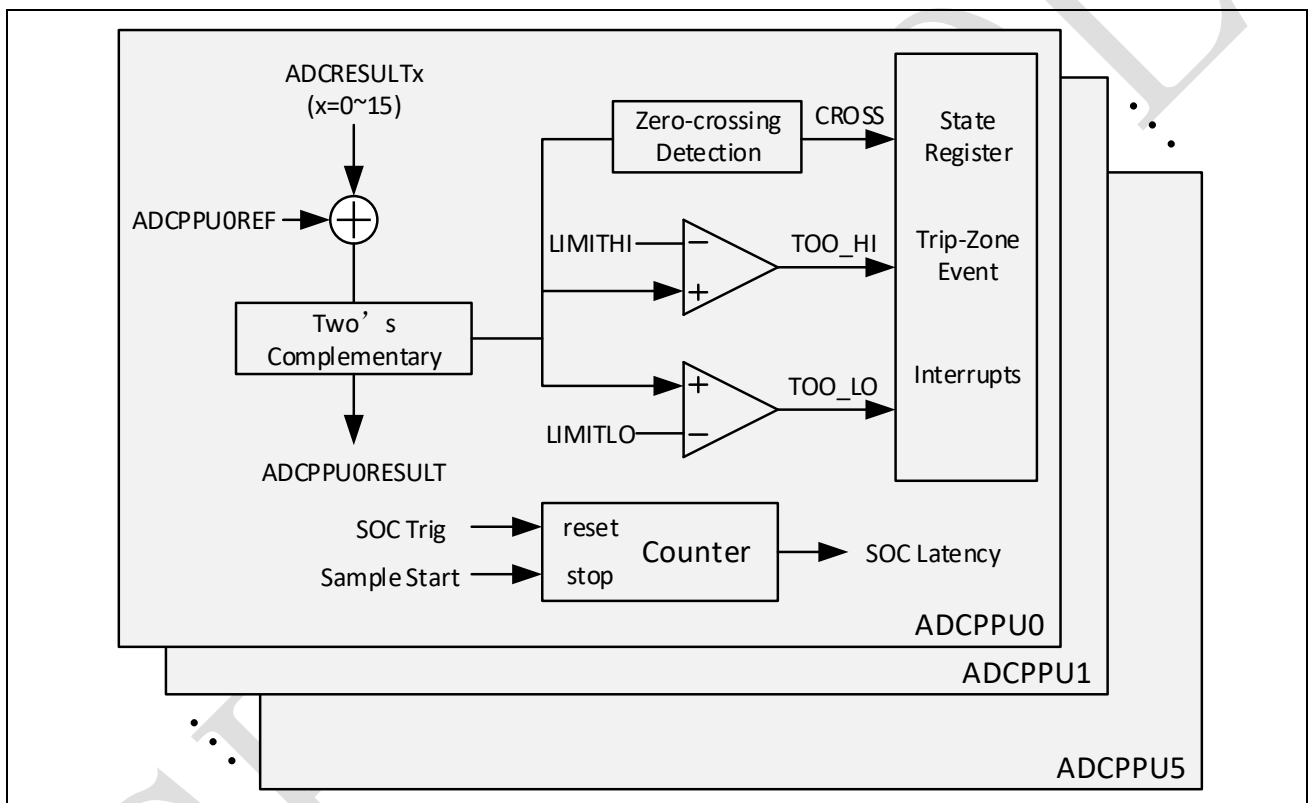 ADCRESULTx
(x=0~15)
ADCPPU0REF
Two’s
Complementary
ADCPPU0RESULT
Zero-crossing
Detection
CROSS
LIMITHI
−
+
TOO_HI
+
−
LIMITLO
TOO_LO
State
Register
Trip-Zone
Event
Interrupts
SOC Trig
Sample Start
reset
stop
Counter
SOC Latency
ADCPPU0
ADCPPU1
ADCPPU5